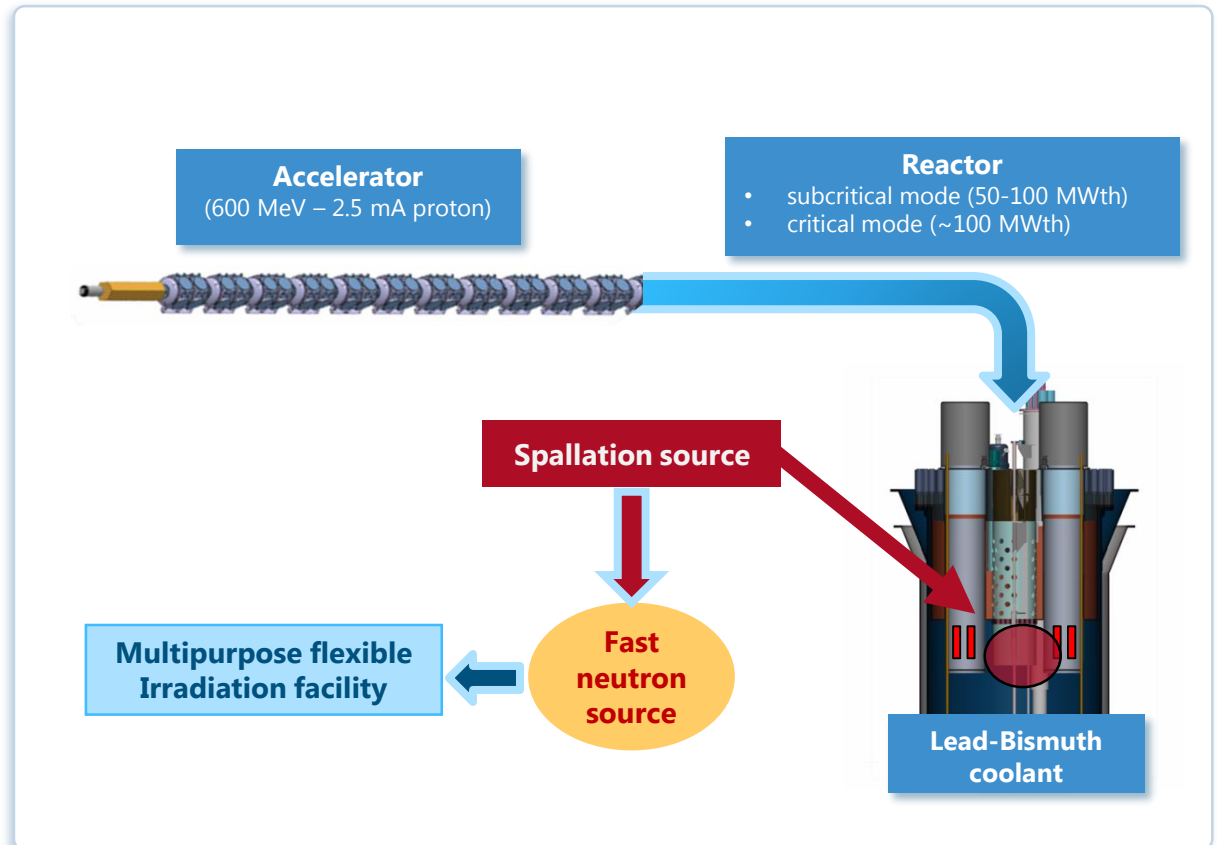 Accelerator
(600 MeV – 2.5 mA proton)
Reactor
• subcritical mode (50-100 MWth)
• critical mode (~100 MWth)
Spallation source
Fast
neutron
source
Multipurpose flexible
Irradiation facility
Lead-Bismuth
coolant